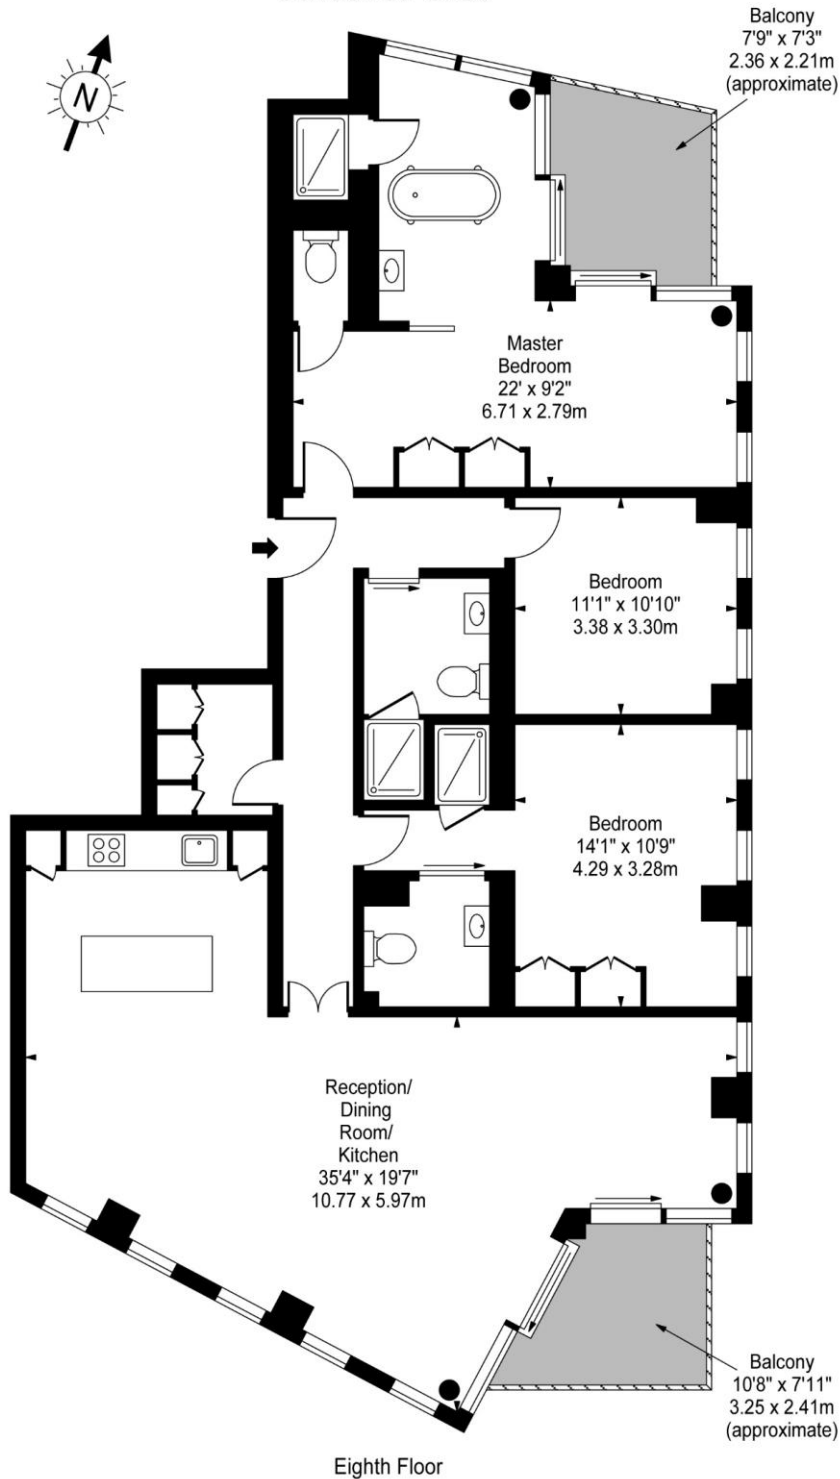 Balcony
7'9" x 7'3"
2.36 x 2.21m
(approximate)
N
Master
Bedroom
22' x 9'2"
6.71 x 2.79m
Bedroom
11'1" x 10'10"
3.38 x 3.30m
Bedroom
14'1" x 10'9"
4.29 x 3.28m
Reception/
Dining
Room/
Kitchen
35'4" x 19'7"
10.77 x 5.97m
Balcony
10'8" x 7'11"
3.25 x 2.41m
(approximate)
Eighth Floor